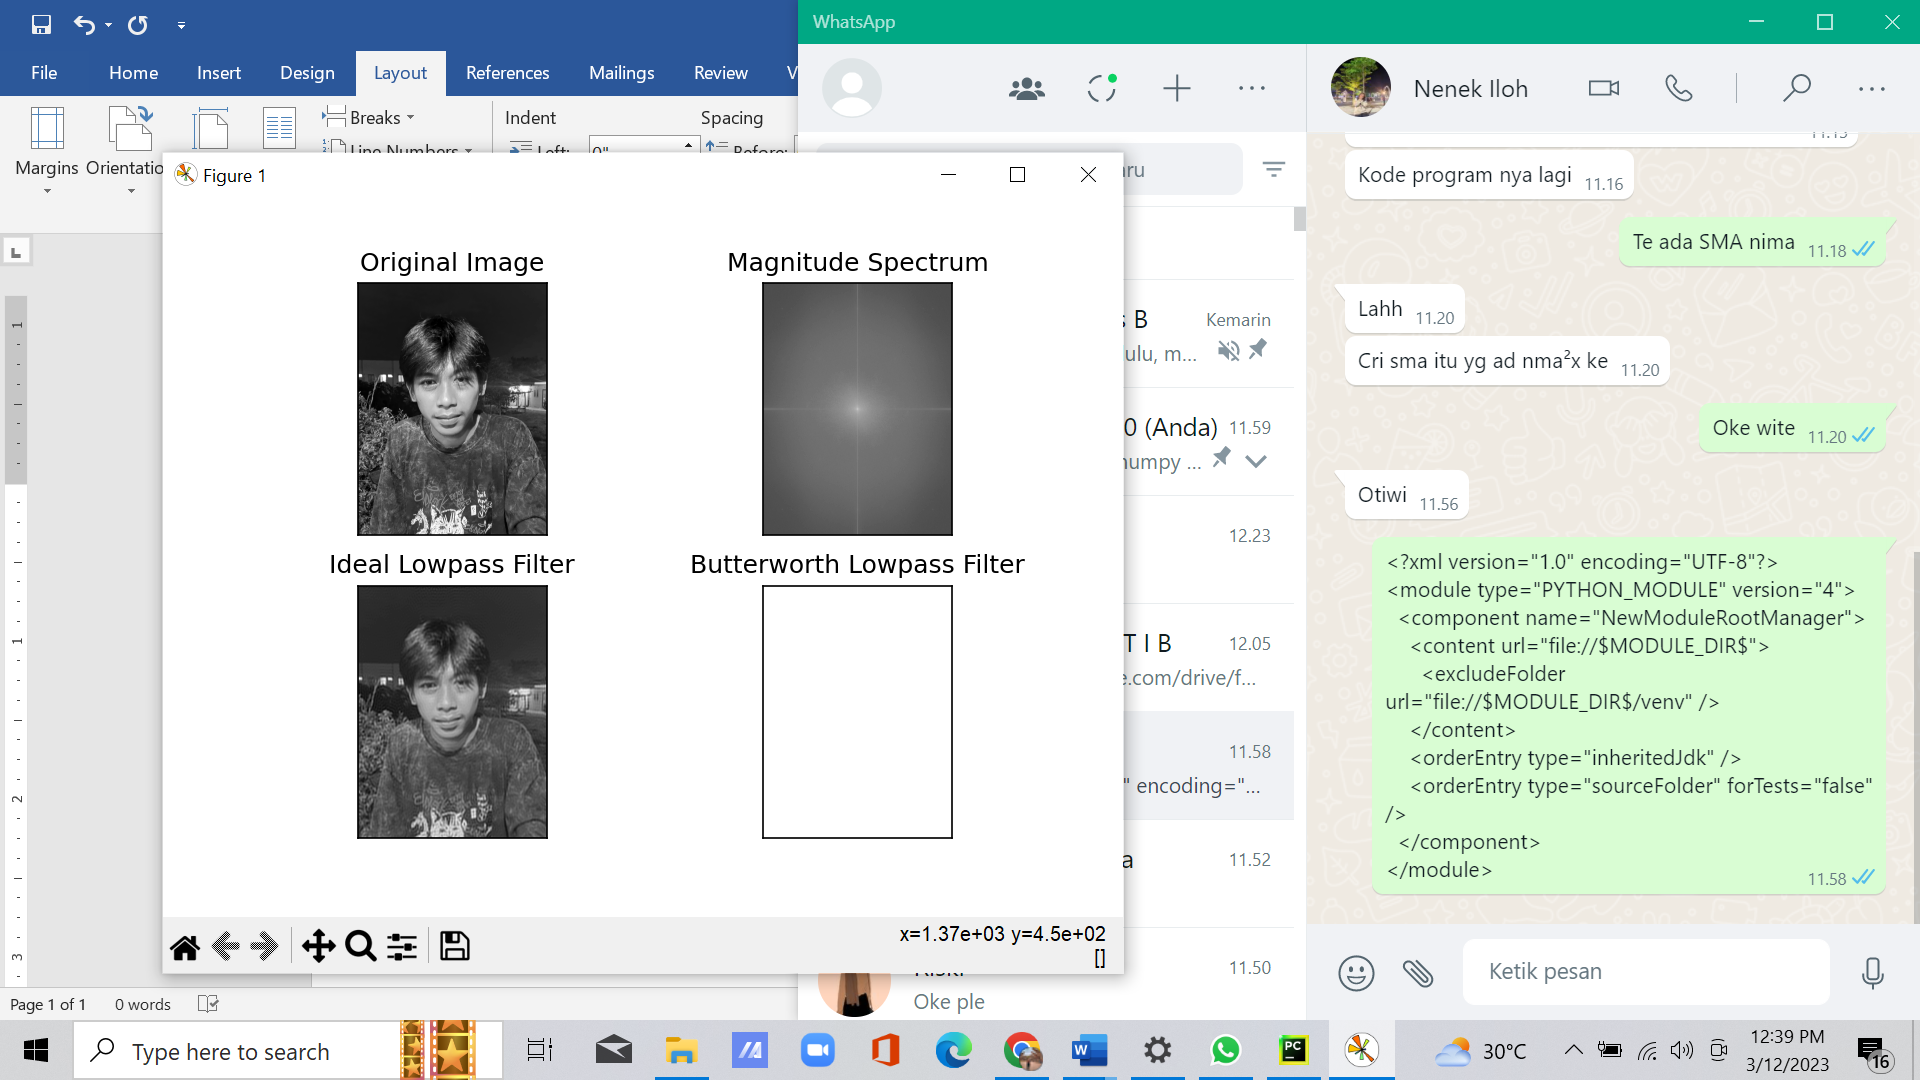 File Home Insert Design Layout References Mailings Review V
Margins Orientatio Breaks
Line Numbers
Indent
Left: 0"
Spacing
Before:
Figure 1
Original Image
Magnitude Spectrum
Ideal Lowpass Filter
Butterworth Lowpass Filter
x=1.37e+03 y=4.5e+02
[]
1
1
2
3
L
Page 1 of 1 0 words
WhatsApp
ru
s B Kemarin
ulu, m...
0 (Anda) 11.59
numpy ...
12.23
T I B 12.05
e.com/drive/f...
11.58
" encoding="...
a 11.52
11.50
Oke ple
Nenek Iloh
Kode program nya lagi 11.16
Te ada SMA nima 11.18
Lahh 11.20
Cri sma itu yg ad nma²x ke 11.20
Oke wite 11.20
Otiwi 11.56
<?xml version="1.0" encoding="UTF-8"?>
<module type="PYTHON_MODULE" version="4">
<component name="NewModuleRootManager">
<content url="file://$MODULE_DIR$">
<excludeFolder
url="file://$MODULE_DIR$/venv" />
</content>
<orderEntry type="inheritedJdk" />
<orderEntry type="sourceFolder" forTests="false"
/>
</component>
</module>
11.58
Ketik pesan
Type here to search
W
PC
30°C
12:39 PM
3/12/2023
16